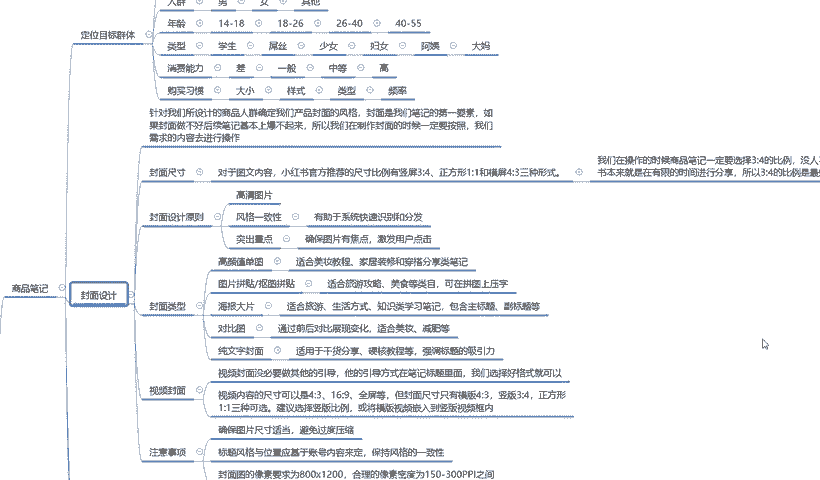 人群 男 女 其他
定位目标群体
年龄 14-18 18-26 26-40 40-55
类型 学生 屌丝 少女 妇女 阿姨 大妈
消费能力 差 一般 中等 高
购买习惯 大小 样式 类型 频率
针对我们所设计的商品人群确定我们产品封面的风格，封面是我们笔记的第一要素，如
果封面做不好后续笔记基本上爆不起来，所以我们在制作封面的时候一定要按照，我们
需求的内容去进行操作
我们在操作的时候商品笔记一定要选择3:4的比例，没人
封面尺寸 对于图文内容，小红书官方推荐的尺寸比例有竖屏3:4、正方形1:1和横屏4:3三种形式。
书本来就是在有限的时间进行分享，所以3:4的比例是最
高清图片
封面设计原则 风格一致性 有助于系统快速识别和分发
突出重点 确保图片有焦点，激发用户点击
高颜值单图 适合美妆教程、家居装修和穿搭分享类笔记
图片拼贴/抠图拼贴 适合旅游攻略、美食等类目，可在拼图上压字
商品笔记 封面设计
封面类型 海报大片 适合旅游、生活方式、知识类学习笔记，包含主标题、副标题等
对比图 通过前后对比展现变化，适合美妆、减肥等
纯文字封面 适用于干货分享、硬核教程等，强调标题的吸引力
视频封面没必要做其他的引导，他的引导方式在笔记标题里面，我们选择好格式就可以
视频封面
视频内容的尺寸可以是4:3、16:9、全屏等，但封面尺寸只有横版4:3，竖版3:4，正方形
1:1三种可选。建议选择竖版比例，或将横版视频嵌入到竖版视频框内
确保图片尺寸适当，避免过度压缩
注意事项 标题风格与位置应基于账号内容来定，保持风格的一致性
封面图的像素要求为800x1200，合理的像素密度为150-300PPI之间